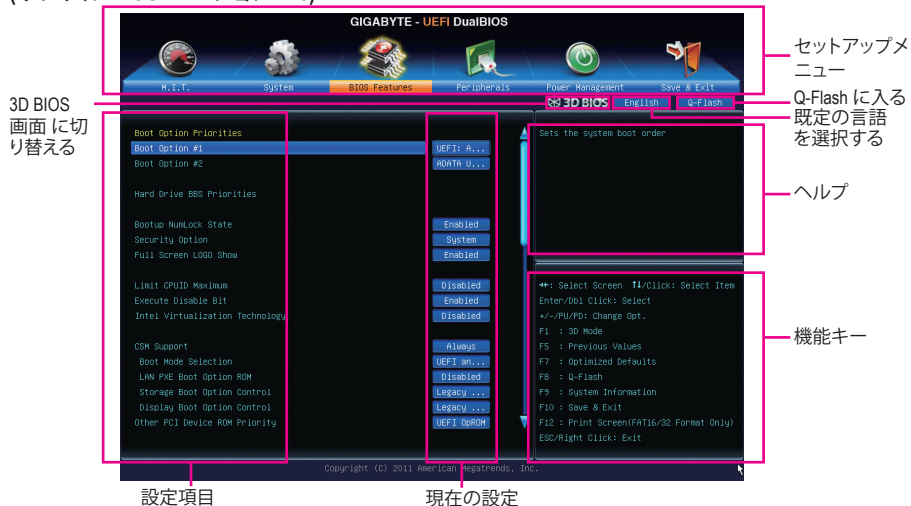 GIGABYTE - UEFI DualBIOS
M.I.T.
System
BIOS Features
Peripherals
Power Management
Save & Exit
セットアップメ
ニュー
3D BIOS
English
Q-Flash
Q-Flash に入る
既定の言語
を選択する
3D BIOS
画面 に切
り替える
Boot Option Priorities
Boot Option #1 UEFI: A...
Boot Option #2 ADATA U...
Hard Drive BBS Priorities
Bootup NumLock State Enabled
Security Option System
Full Screen LOGO Show Enabled
Limit CPUID Maximum Disabled
Execute Disable Bit Enabled
Intel Virtualization Technology Disabled
CSM Support Always
Boot Mode Selection UEFI an...
LAN PXE Boot Option ROM Disabled
Storage Boot Option Control Legacy ...
Display Boot Option Control Legacy ...
Other PCI Device ROM Priority UEFI OpROM
Sets the system boot order
ヘルプ
→←: Select Screen ↑↓/Click: Select Item
Enter/Dbl Click: Select
+/-/PU/PD: Change Opt.
F1 : 3D Mode
F5 : Previous Values
F7 : Optimized Defaults
F8 : Q-Flash
F9 : System Information
F10 : Save & Exit
F12 : Print Screen(FAT16/32 Format Only)
ESC/Right Click: Exit
機能キー
Copyright (C) 2011 American Megatrends, Inc.
設定項目
現在の設定